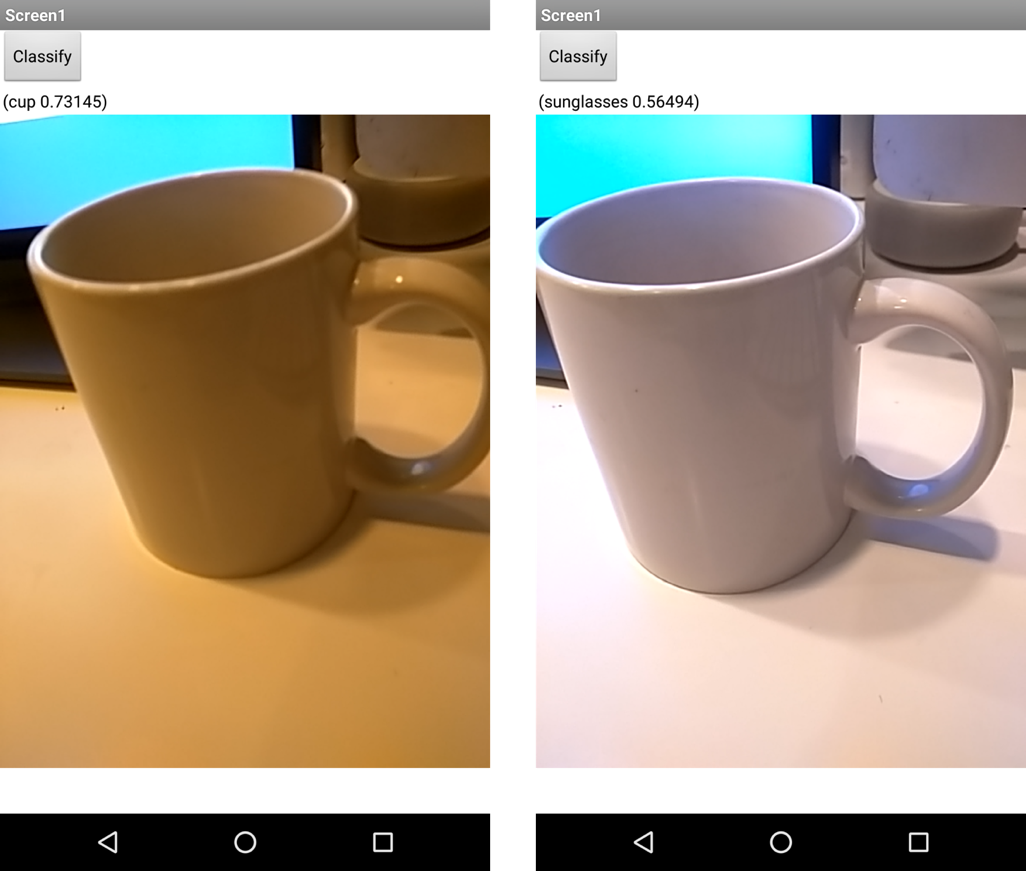 Screen1
Classify
(cup 0.73145)
Screen1
Classify
(sunglasses 0.56494)